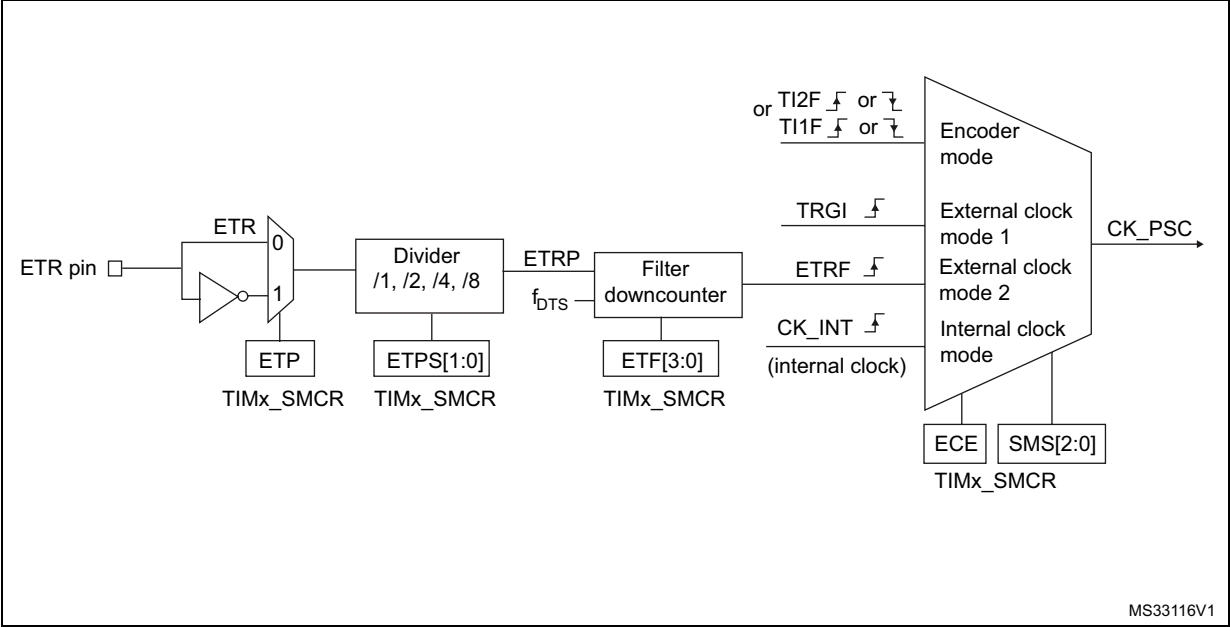 or TI2F or
TI1F or
Encoder
mode
TRGI
External clock
mode 1
CK_PSC
ETR
0
ETR pin
1
Divider
/1, /2, /4, /8
ETRP
fDTS
Filter
downcounter
ETRF
External clock
mode 2
CK_INT
(internal clock)
Internal clock
mode
ETP
TIMx_SMCR
ETPS[1:0]
TIMx_SMCR
ETF[3:0]
TIMx_SMCR
ECE
SMS[2:0]
TIMx_SMCR
MS33116V1